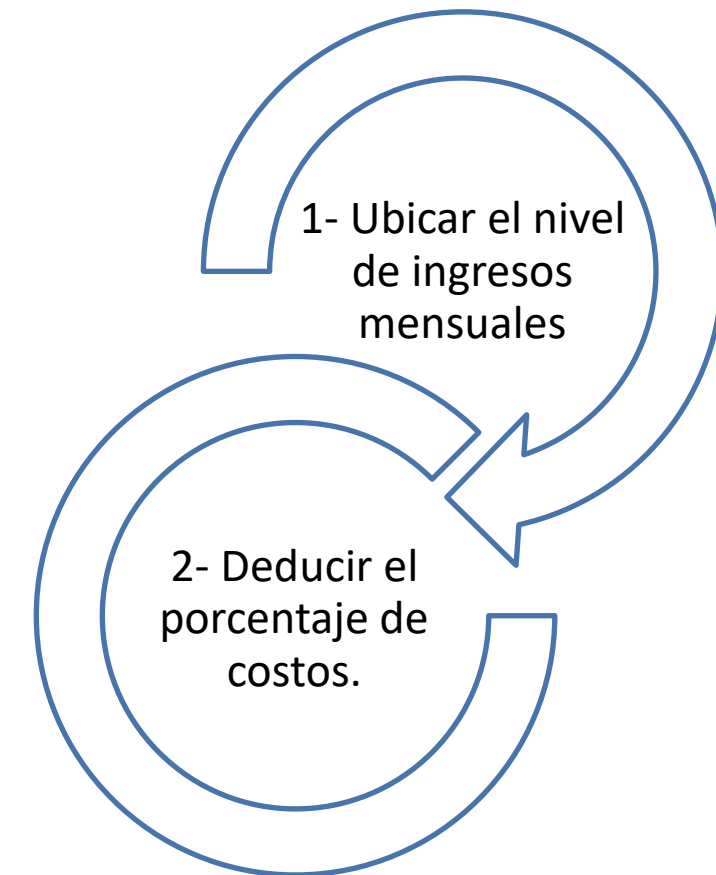 1- Ubicar el nivel
de ingresos
mensuales
2- Deducir el
porcentaje de
costos.